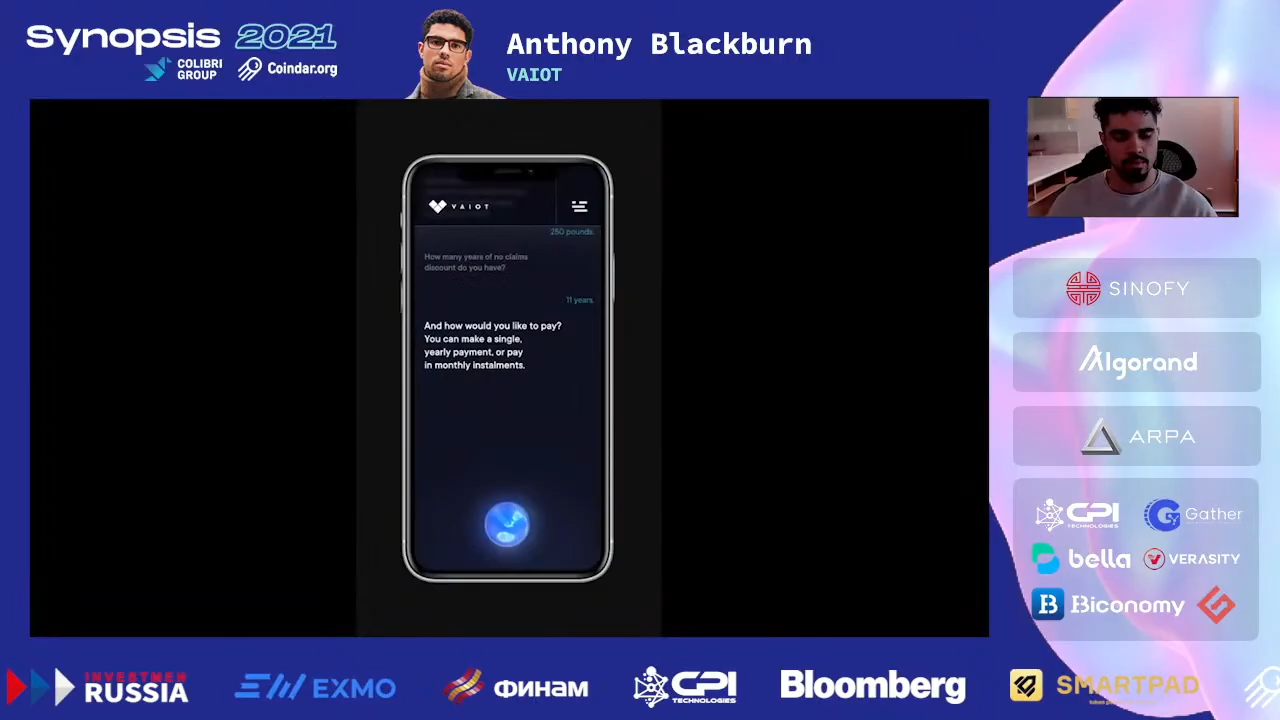 Synopsis 2021
COLIBRI
GROUP
Coindar.org
Anthony Blackburn
VAIOT
VAIOT
250 pounds.
How many years of no claims
discount do you have?
11 years.
And how would you like to pay?
You can make a single,
yearly payment, or pay
in monthly instalments.
SINOFY
Algorand
ARPA
CPI
TECHNOLOGIES
Gather
bella
VERASITY
Biconomy
RUSSIA
EXMO
ФИНАМ
CPI
TECHNOLOGIES
Bloomberg
SMARTPAD